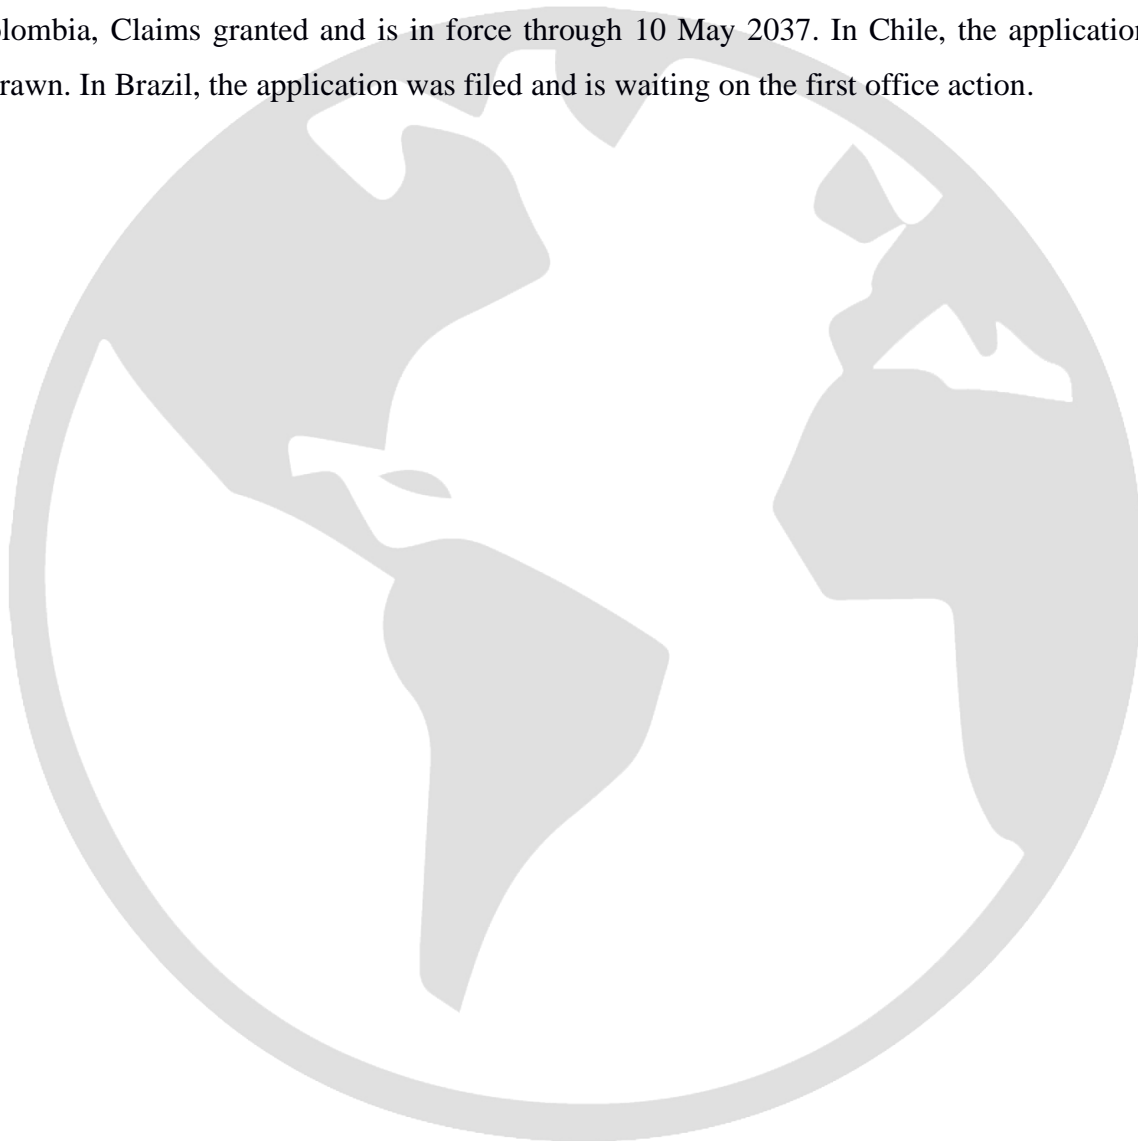 lombia, Claims granted and is in force through 10 May 2037. In Chile, the application
rawn. In Brazil, the application was filed and is waiting on the first office action.